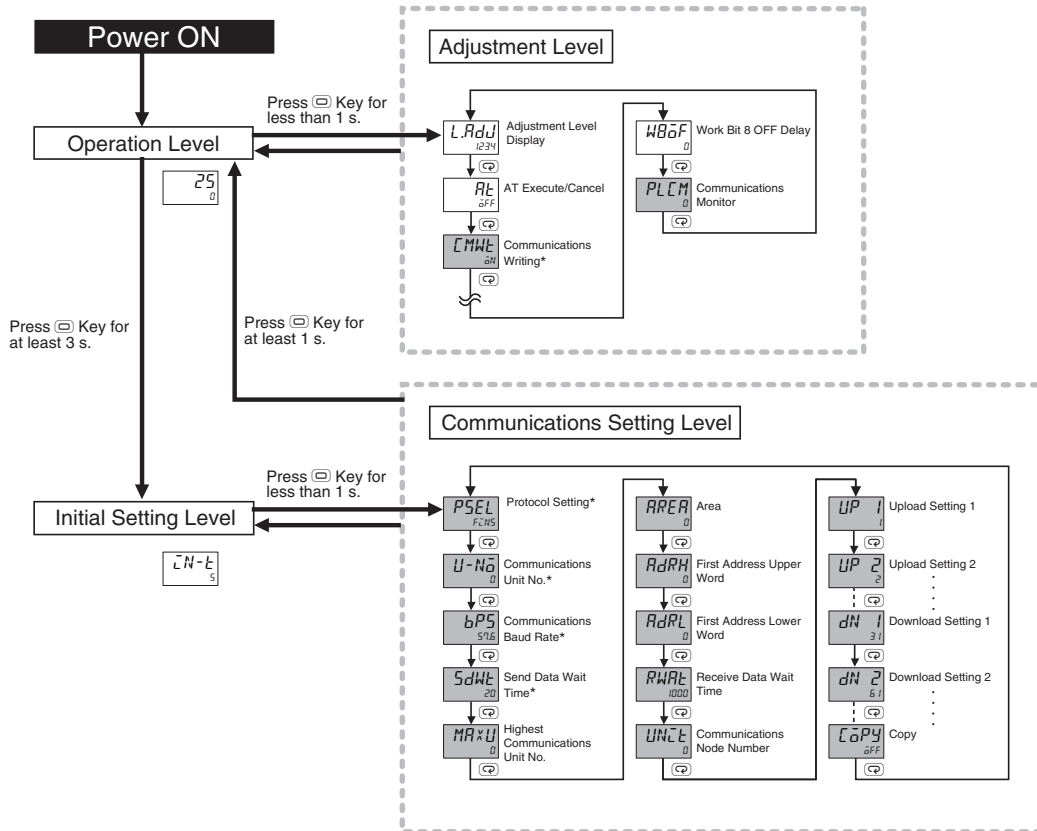 Power ON
Operation Level
25
0
Press Key for
less than 1 s.
Press Key for
at least 3 s.
Press Key for
at least 1 s.
Initial Setting Level
iN-t
5
Press Key for
less than 1 s.
Adjustment Level
L.AdJ
1234
Adjustment Level
Display
At
oFF
AT Execute/Cancel
CMWt
oN
Communications
Writing*
W8oF
0
Work Bit 8 OFF Delay
PLCM
0
Communications
Monitor
Communications Setting Level
PSEL
FiNS
Protocol Setting*
U-No
0
Communications
Unit No.*
bPS
57.6
Communications
Baud Rate*
SdWt
20
Send Data Wait
Time*
MAxU
0
Highest
Communications
Unit No.
AREA
0
Area
AdRH
0
First Address Upper
Word
AdRL
0
First Address Lower
Word
RWAt
1000
Receive Data Wait
Time
UNit
0
Communications
Node Number
UP 1
1
Upload Setting 1
UP 2
2
Upload Setting 2
dN 1
31
Download Setting 1
dN 2
61
Download Setting 2
CoPY
oFF
Copy